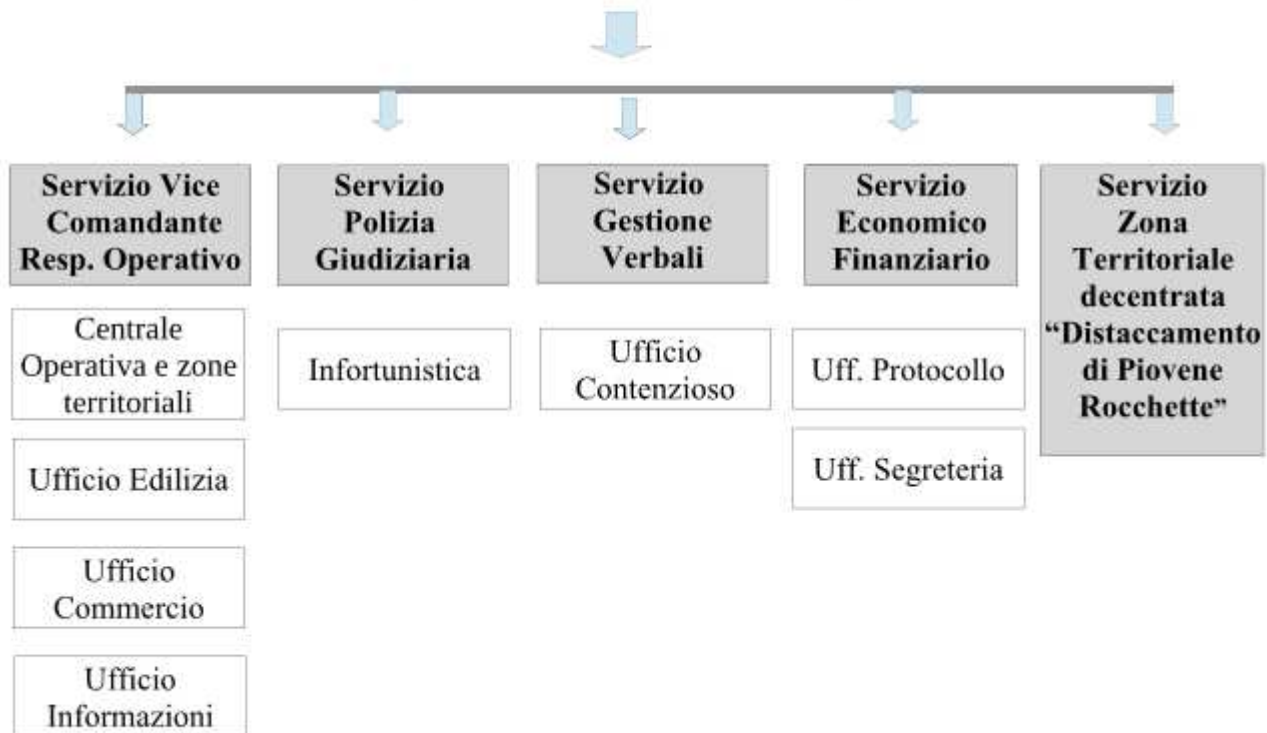 Servizio Vice
Comandante
Resp. Operativo
Centrale
Operativa e zone
territoriali
Ufficio Edilizia
Ufficio
Commercio
Ufficio
Informazioni
Servizio
Polizia
Giudiziaria
Infortunistica
Servizio
Gestione
Verbali
Ufficio
Contenzioso
Servizio
Economico
Finanziario
Uff. Protocollo
Uff. Segreteria
Servizio
Zona
Territoriale
decentrata
“Distaccamento
di Piovene
Rocchette”